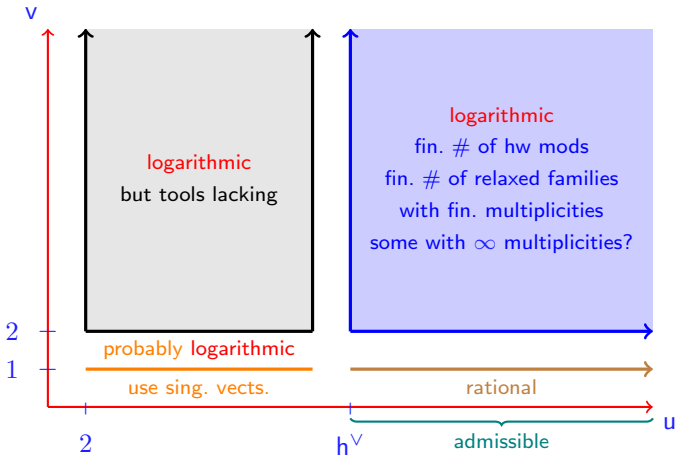 v
logarithmic
but tools lacking
logarithmic
fin. # of hw mods
fin. # of relaxed families
with fin. multiplicities
some with ∞ multiplicities?
2
probably logarithmic
1
use sing. vects.
rational
u
2
h∨
admissible